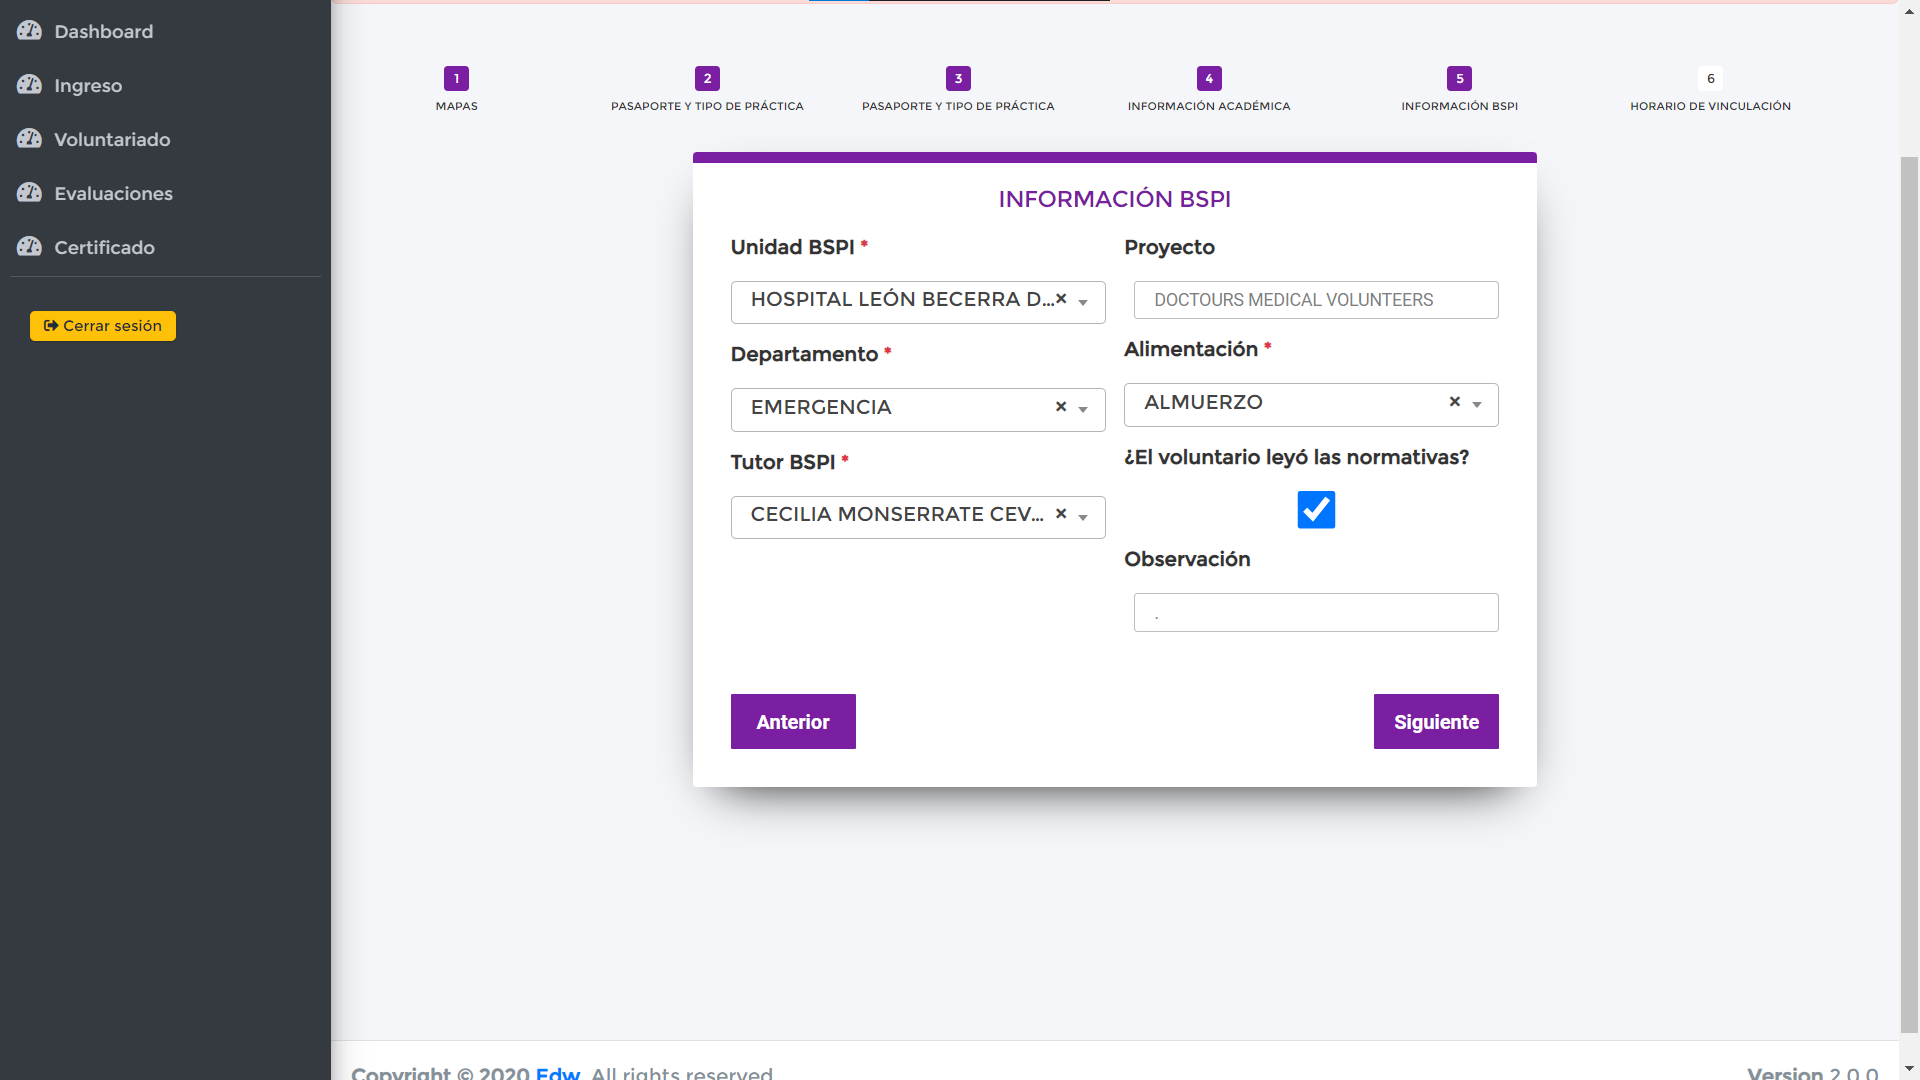 Dashboard
Ingreso
Voluntariado
Evaluaciones
Certificado
Cerrar sesión
1
MAPAS
2
PASAPORTE Y TIPO DE PRÁCTICA
3
PASAPORTE Y TIPO DE PRÁCTICA
4
INFORMACIÓN ACADÉMICA
5
INFORMACIÓN BSPI
6
HORARIO DE VINCULACIÓN
INFORMACIÓN BSPI
Unidad BSPI *
HOSPITAL LEÓN BECERRA D...×
Departamento *
EMERGENCIA ×
Tutor BSPI *
CECILIA MONSERRATE CEV... ×
Proyecto
DOCTOURS MEDICAL VOLUNTEERS
Alimentación *
ALMUERZO ×
¿El voluntario leyó las normativas?
Observación
.
Anterior
Siguiente
Copyright © 2020 Edw. All rights reserved.
Version 2.0.0